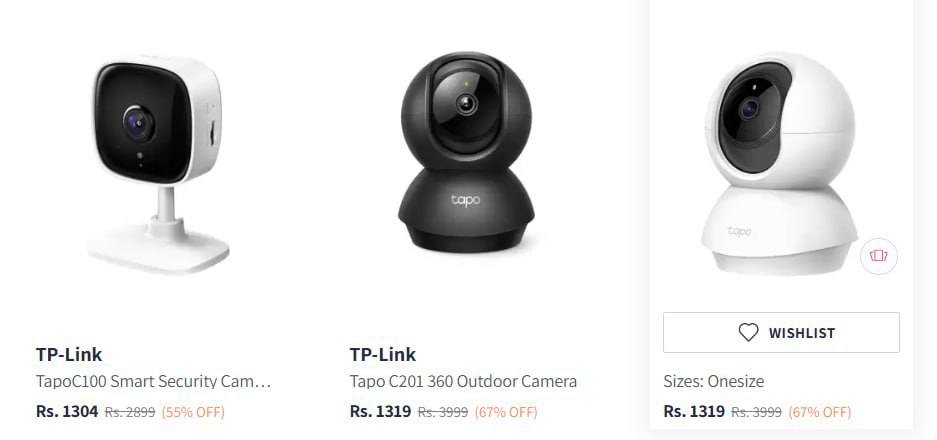 tapo
tapo
WISHLIST
TP-Link
TapoC100 Smart Security Cam...
Rs. 1304 Rs. 2899 (55% OFF)
TP-Link
Tapo C201 360 Outdoor Camera
Rs. 1319 Rs. 3999 (67% OFF)
Sizes: Onesize
Rs. 1319 Rs. 3999 (67% OFF)